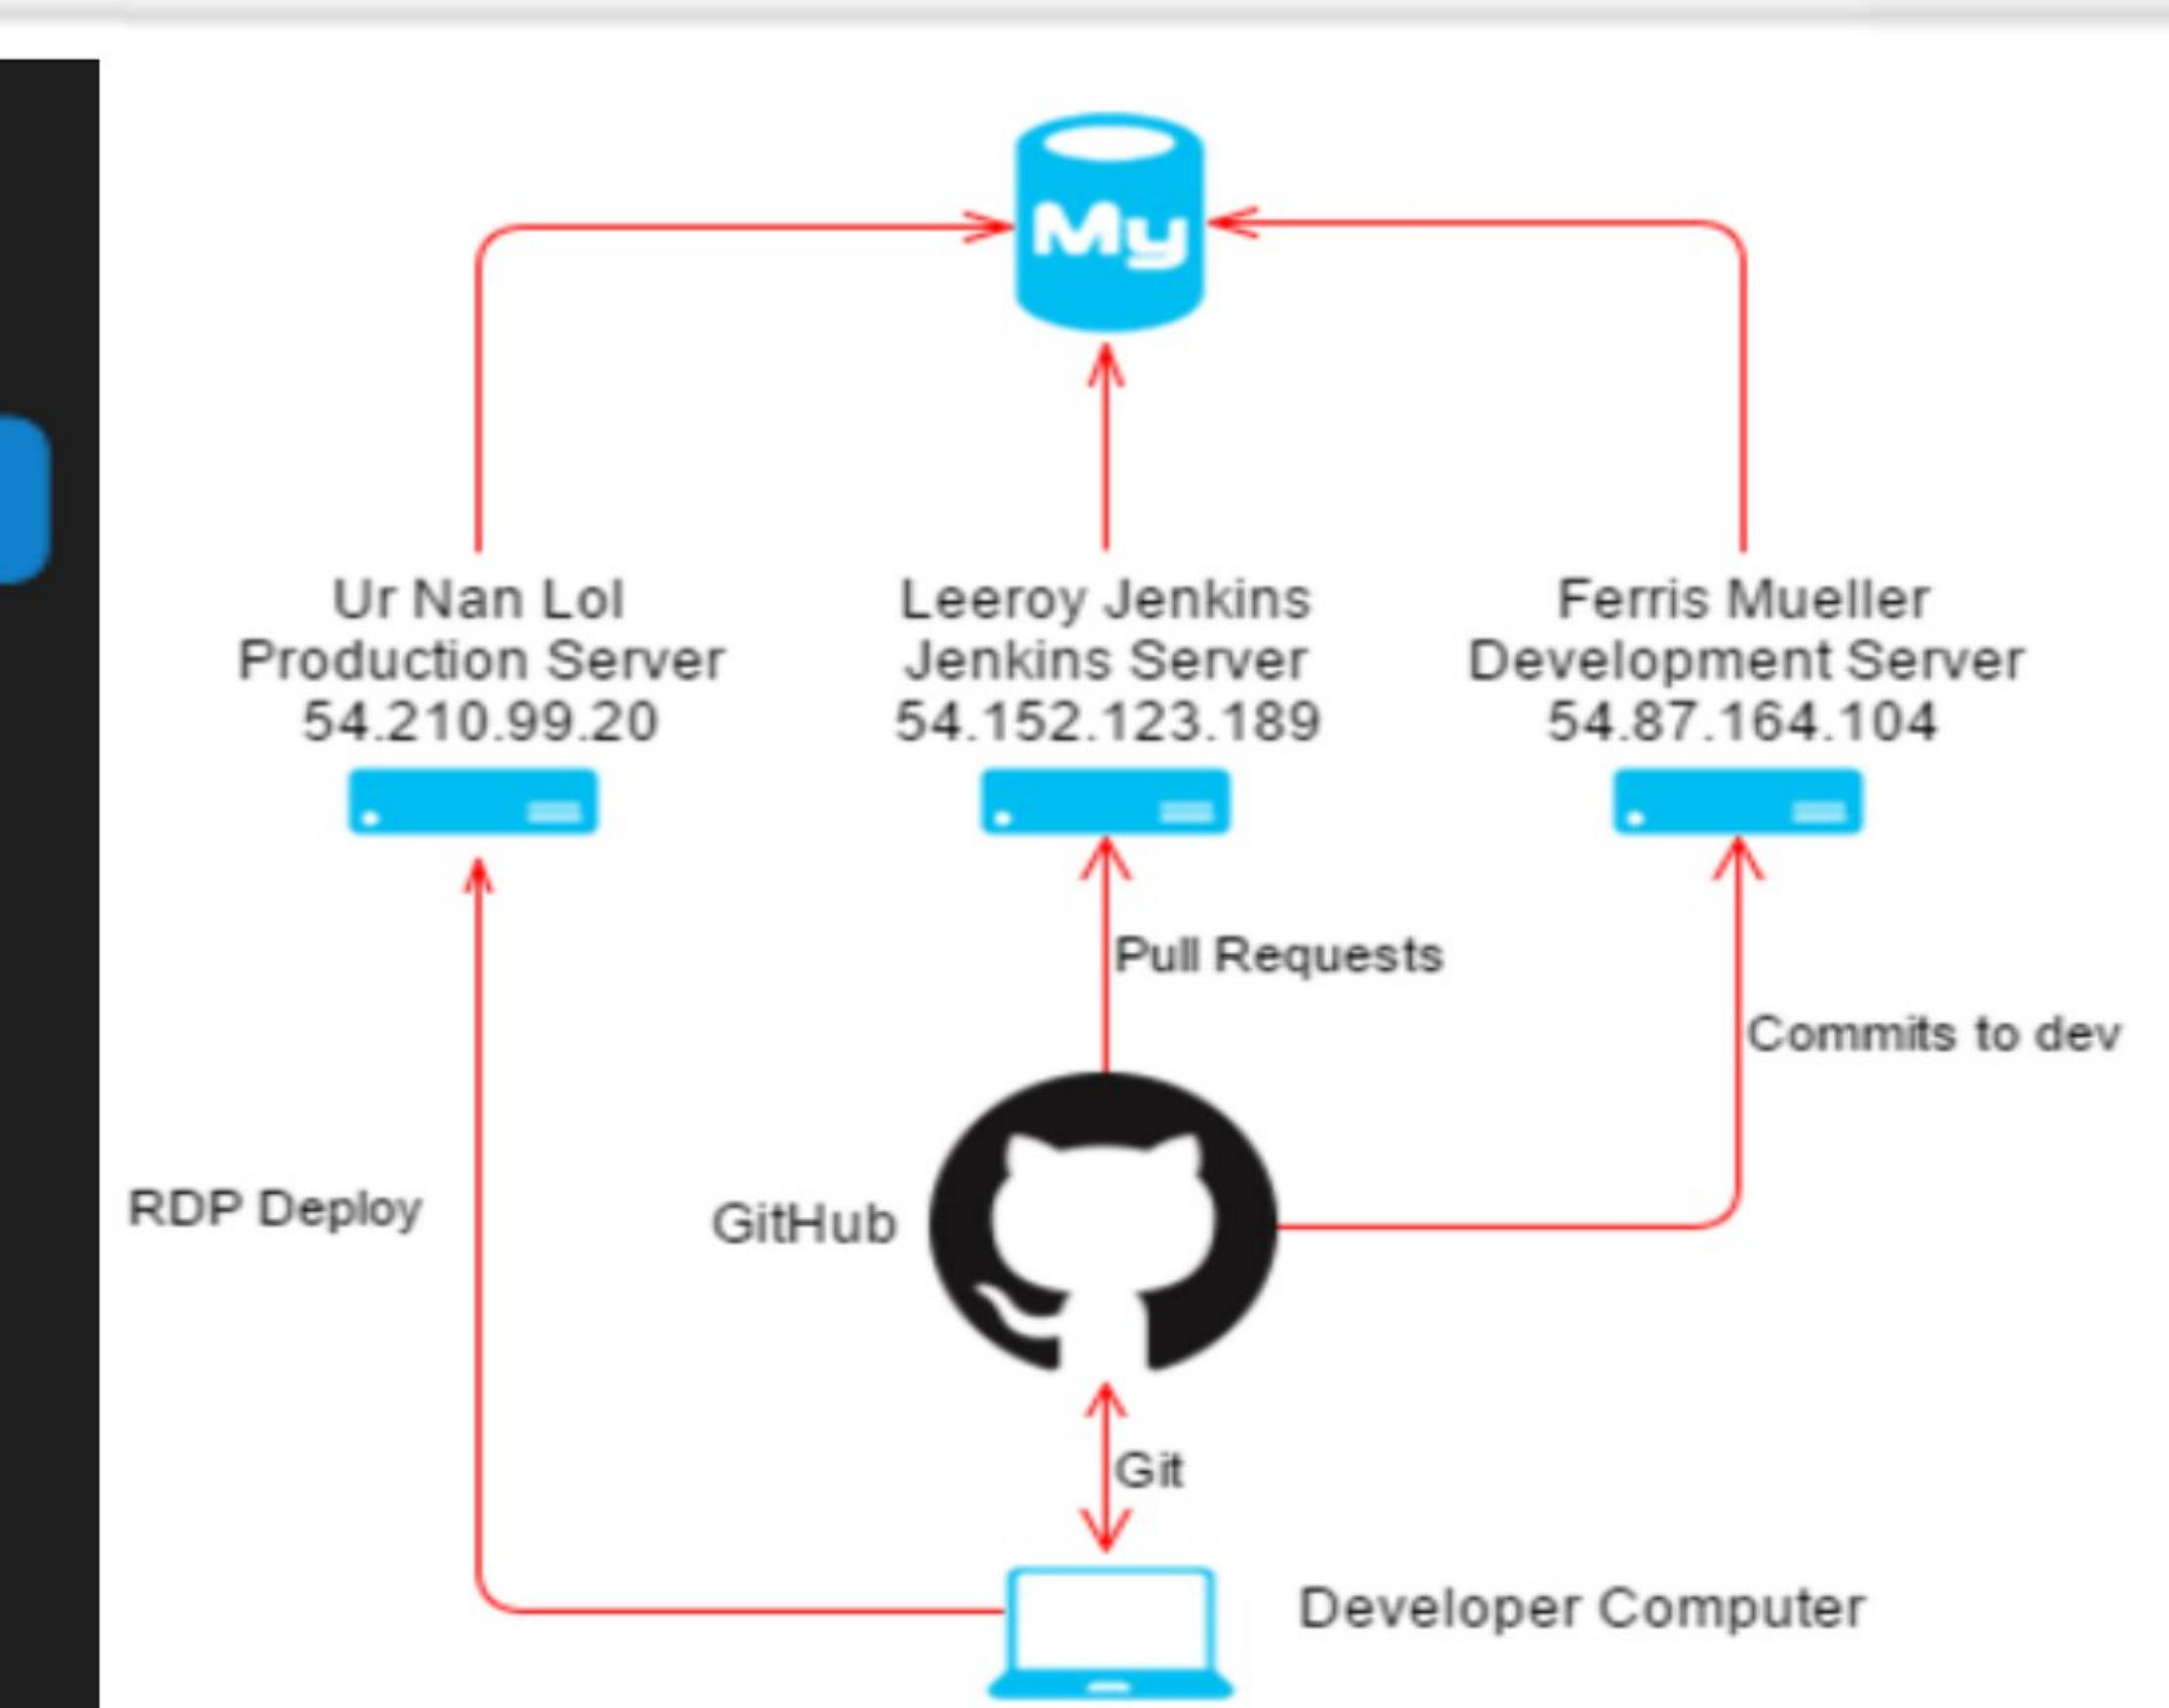 My
Ur Nan Lol
Production Server
54.210.99.20
Leeroy Jenkins
Jenkins Server
54.152.123.189
Ferris Mueller
Development Server
54.87.164.104
Pull Requests
Commits to dev
RDP Deploy
GitHub
Git
Developer Computer